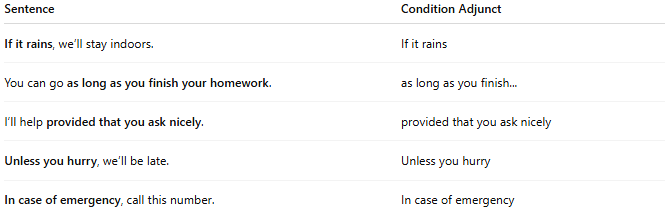 Sentence Condition Adjunct
If it rains, we’ll stay indoors. If it rains
You can go as long as you finish your homework. as long as you finish...
I’ll help provided that you ask nicely. provided that you ask nicely
Unless you hurry, we’ll be late. Unless you hurry
In case of emergency, call this number. In case of emergency